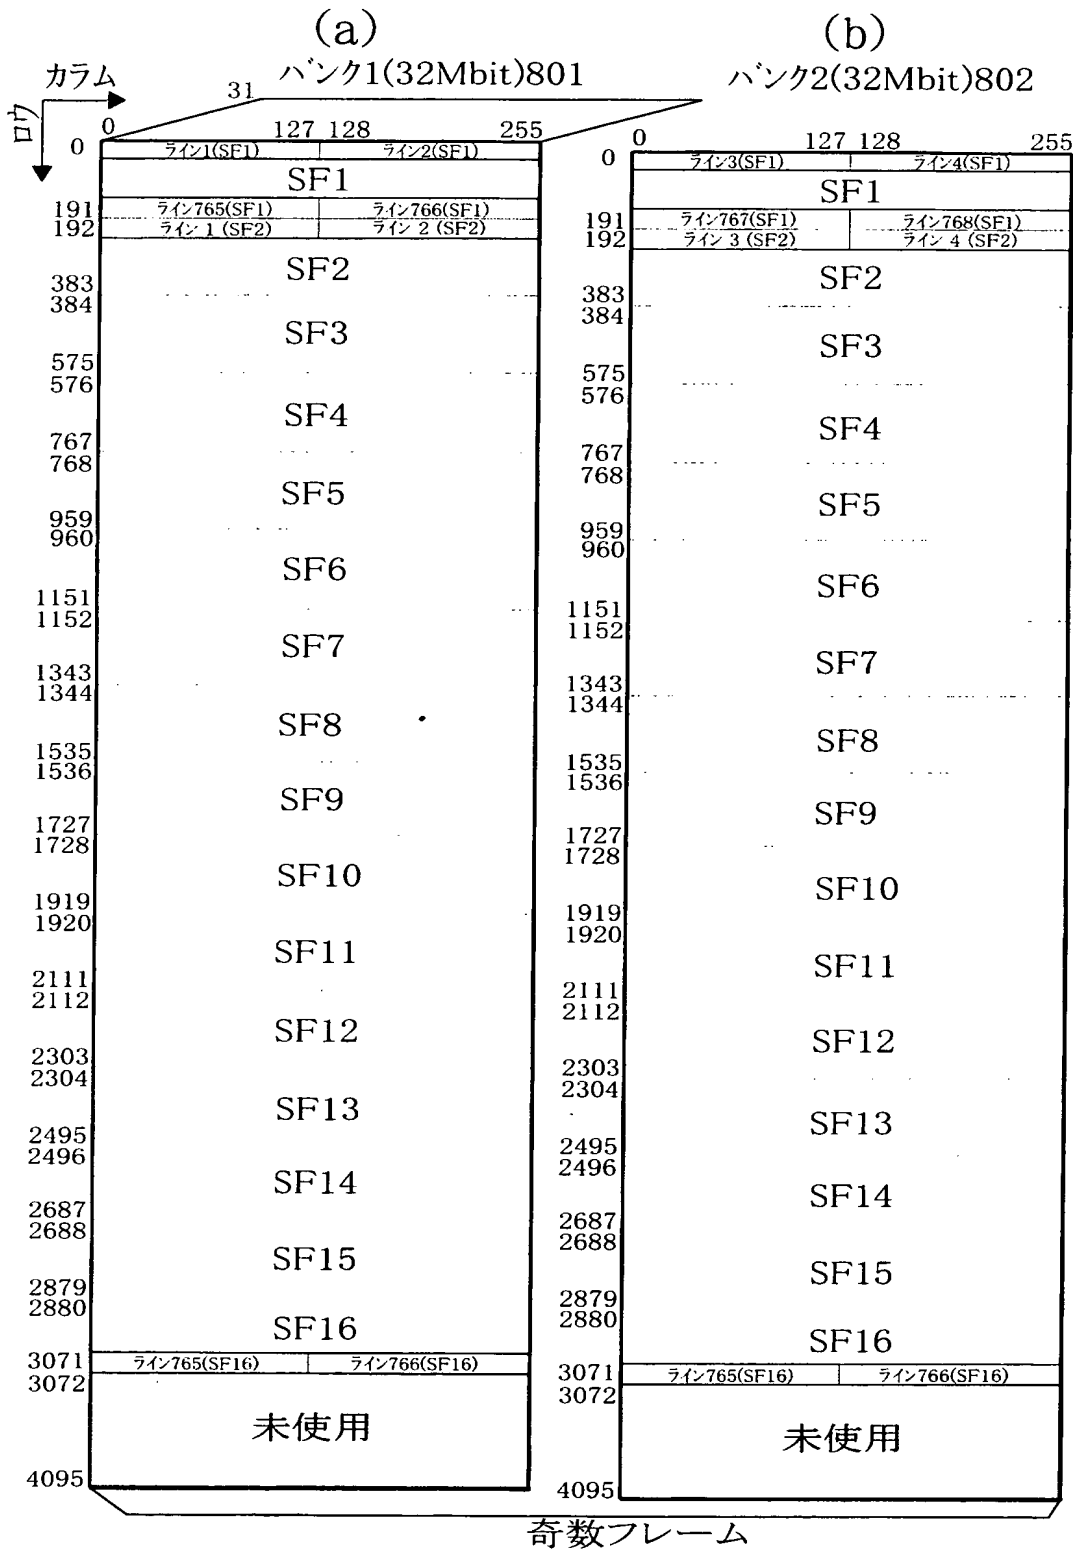 (a)
バンク1(32Mbit)801
カラム
ロウ
31
0
127 128
255
0
ライン1(SF1)
ライン2(SF1)
SF1
191
ライン765(SF1)
ライン766(SF1)
192
ライン 1 (SF2)
ライン 2 (SF2)
SF2
383
384
SF3
575
576
SF4
767
768
SF5
959
960
SF6
1151
1152
SF7
1343
1344
SF8
1535
1536
SF9
1727
1728
SF10
1919
1920
SF11
2111
2112
SF12
2303
2304
SF13
2495
2496
SF14
2687
2688
SF15
2879
2880
SF16
3071
ライン765(SF16)
ライン766(SF16)
3072
未使用
4095
(b)
バンク2(32Mbit)802
0
127 128
255
0
ライン3(SF1)
ライン4(SF1)
SF1
191
ライン767(SF1)
ライン768(SF1)
192
ライン 3 (SF2)
ライン 4 (SF2)
SF2
383
384
SF3
575
576
SF4
767
768
SF5
959
960
SF6
1151
1152
SF7
1343
1344
SF8
1535
1536
SF9
1727
1728
SF10
1919
1920
SF11
2111
2112
SF12
2303
2304
SF13
2495
2496
SF14
2687
2688
SF15
2879
2880
SF16
3071
ライン765(SF16)
ライン766(SF16)
3072
未使用
4095
奇数フレーム